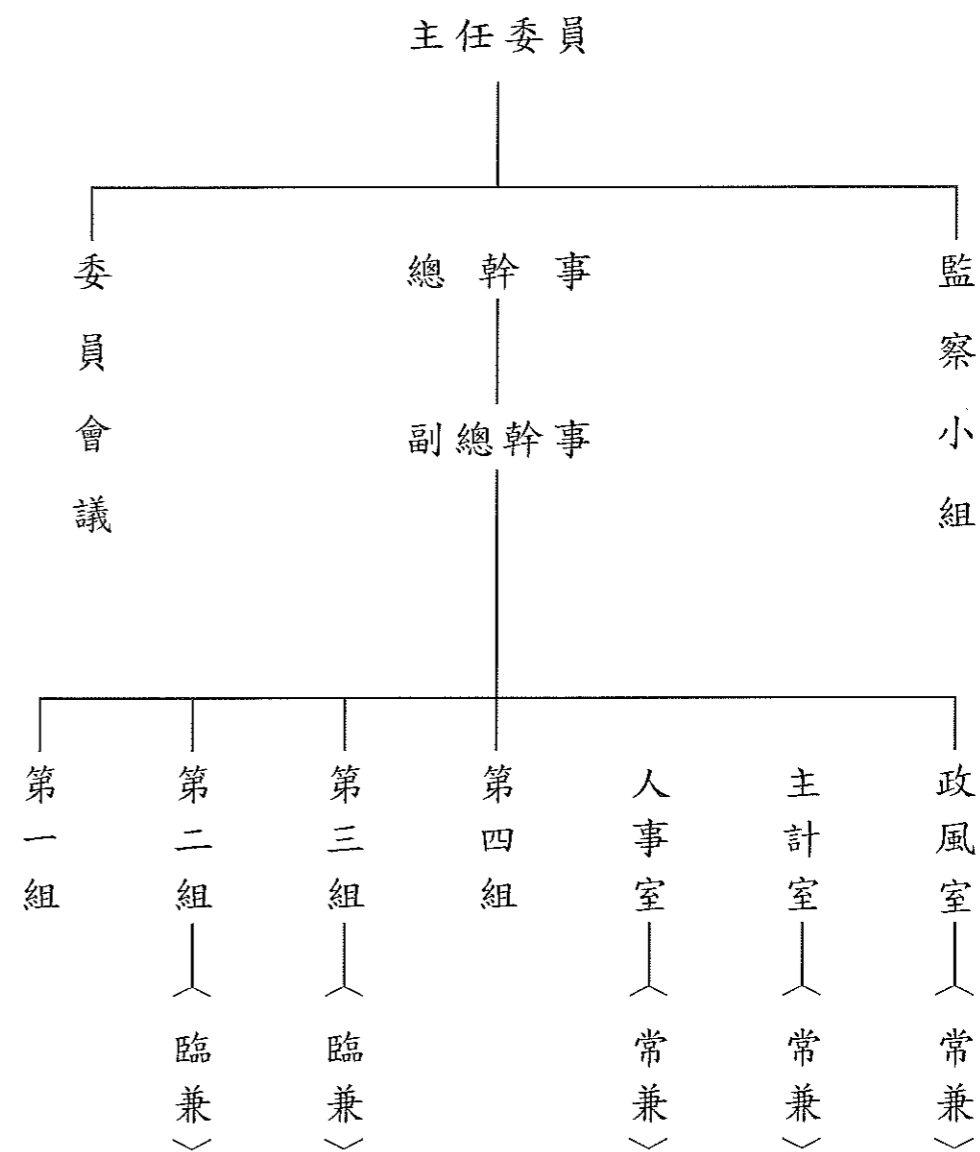 主任委員
委員會議
總幹事
監察小組
副總幹事
第一組
第二組
〈臨兼〉
第三組
〈臨兼〉
第四組
人事室
〈常兼〉
主計室
〈常兼〉
政風室
〈常兼〉